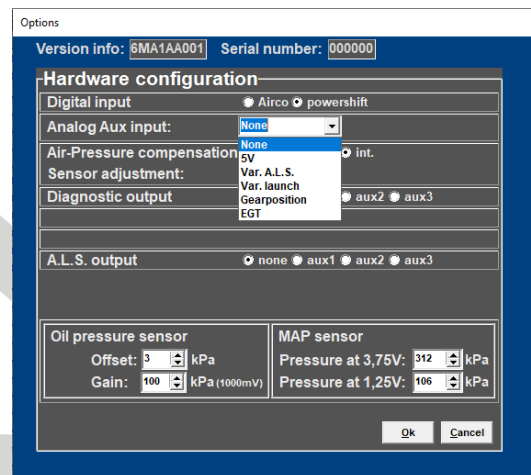 Options
Version info: 6MA1AA001 Serial number: 000000
Hardware configuration
Digital input Airco powershift
Analog Aux input: None
None
5V
Var. A.L.S.
Var. launch
Gearposition
EGT
Air-Pressure compensation int.
Sensor adjustment:
Diagnostic output aux2 aux3
A.L.S. output none aux1 aux2 aux3
Oil pressure sensor
Offset: 3 kPa
Gain: 100 kPa (1000mV)
MAP sensor
Pressure at 3,75V: 312 kPa
Pressure at 1,25V: 106 kPa
Ok Cancel